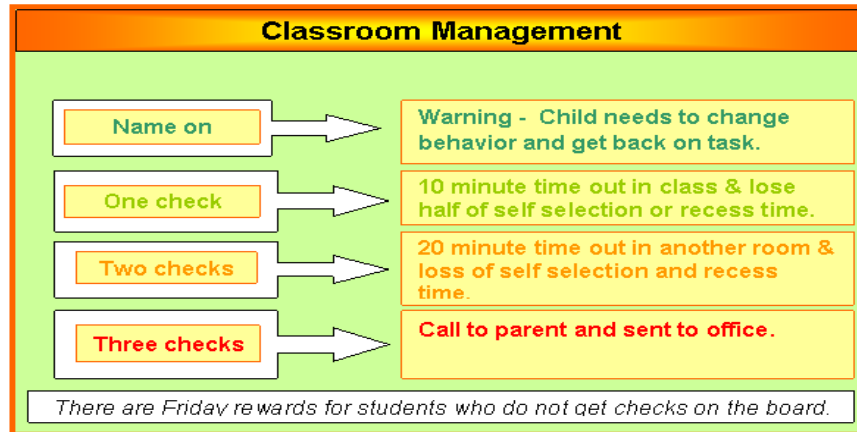 Classroom Management
Name on
Warning - Child needs to change
behavior and get back on task.
One check
10 minute time out in class & lose
half of self selection or recess time.
Two checks
20 minute time out in another room &
loss of self selection and recess
time.
Three checks
Call to parent and sent to office.
There are Friday rewards for students who do not get checks on the board.